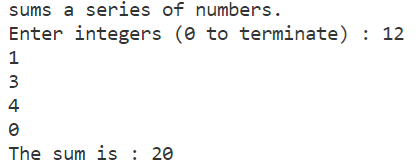 sums a series of numbers.
Enter integers (0 to terminate) : 12
1
3
4
0
The sum is : 20